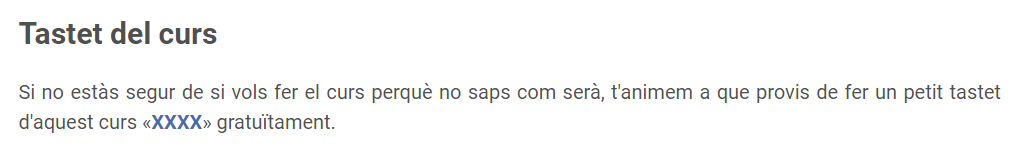 Tastet del curs
Si no estàs segur de si vols fer el curs perquè no saps com serà, t'animem a que provis de fer un petit tastet
d'aquest curs «XXXX» gratuïtament.